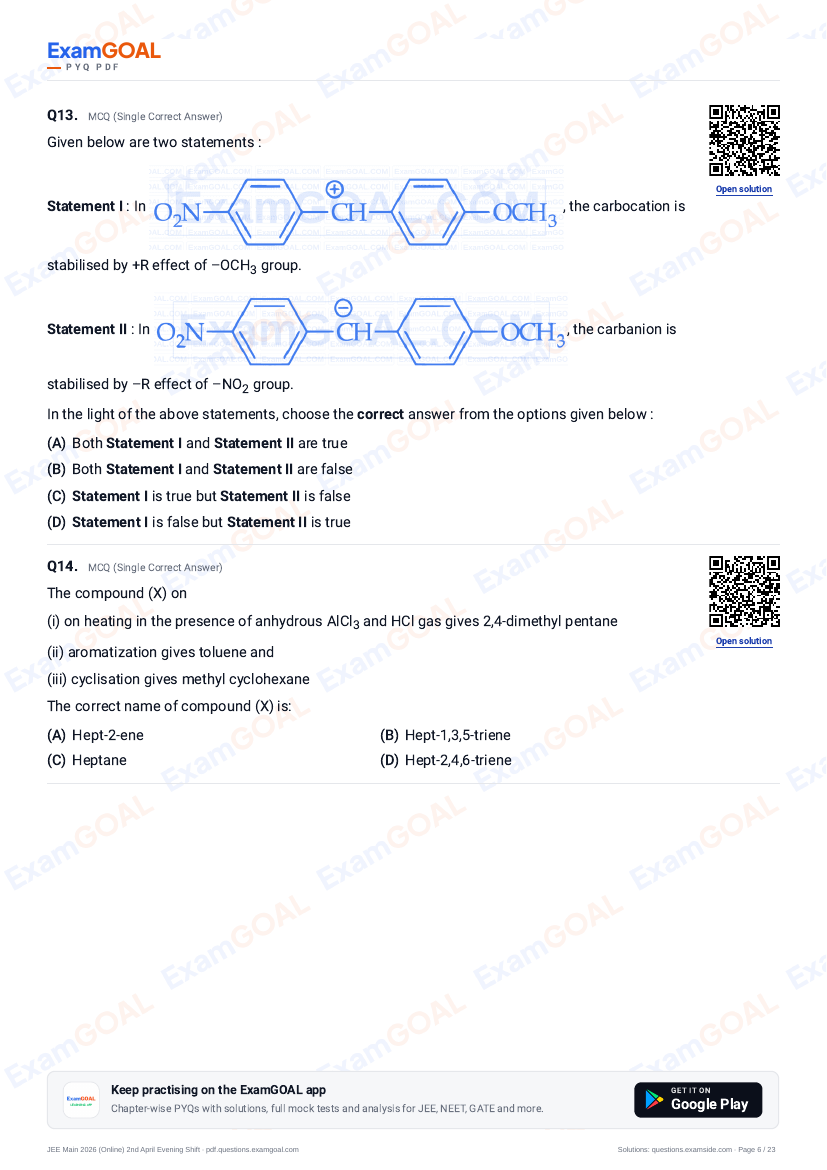 ExamGOAL
PYQ PDF
Q13. MCQ (Single Correct Answer)
Given below are two statements :
Open solution
Statement I : In O₂N CH ⊕ OCH₃ , the carbocation is
stabilised by +R effect of −OCH₃ group.
Statement II : In O₂N CH ⊖ OCH₃ , the carbanion is
stabilised by −R effect of −NO₂ group.
In the light of the above statements, choose the correct answer from the options given below :
(A) Both Statement I and Statement II are true
(B) Both Statement I and Statement II are false
(C) Statement I is true but Statement II is false
(D) Statement I is false but Statement II is true
Q14. MCQ (Single Correct Answer)
The compound (X) on
(i) on heating in the presence of anhydrous AlCl₃ and HCl gas gives 2,4-dimethyl pentane
Open solution
(ii) aromatization gives toluene and
(iii) cyclisation gives methyl cyclohexane
The correct name of compound (X) is:
(A) Hept-2-ene (B) Hept-1,3,5-triene
(C) Heptane (D) Hept-2,4,6-triene
Keep practising on the ExamGOAL app
Chapter-wise PYQs with solutions, full mock tests and analysis for JEE, NEET, GATE and more.
ExamGOAL
GET IT ON
Google Play
JEE Main 2026 (Online) 2nd April Evening Shift · pdf.questions.examgoal.com
Solutions: questions.examside.com · Page 6 / 23